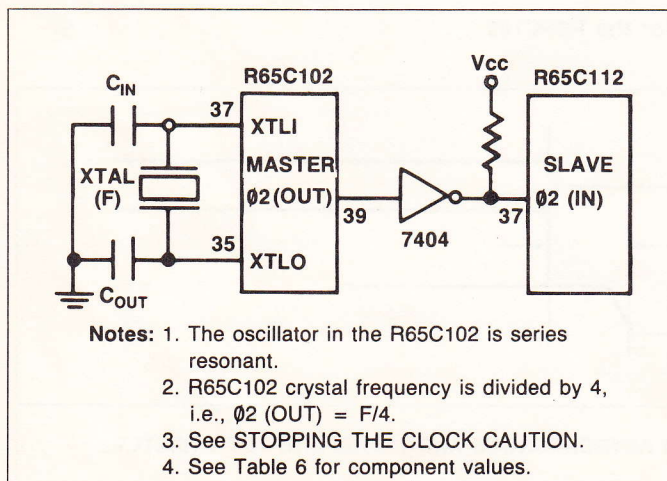 R65C102
Vcc
R65C112
C_IN
37
XTLI
XTAL
(F)
MASTER
SLAVE
Ø2 (OUT)
39
7404
37
Ø2 (IN)
35
XTLO
C_OUT
Notes: 1. The oscillator in the R65C102 is series
resonant.
2. R65C102 crystal frequency is divided by 4,
i.e., Ø2 (OUT) = F/4.
3. See STOPPING THE CLOCK CAUTION.
4. See Table 6 for component values.